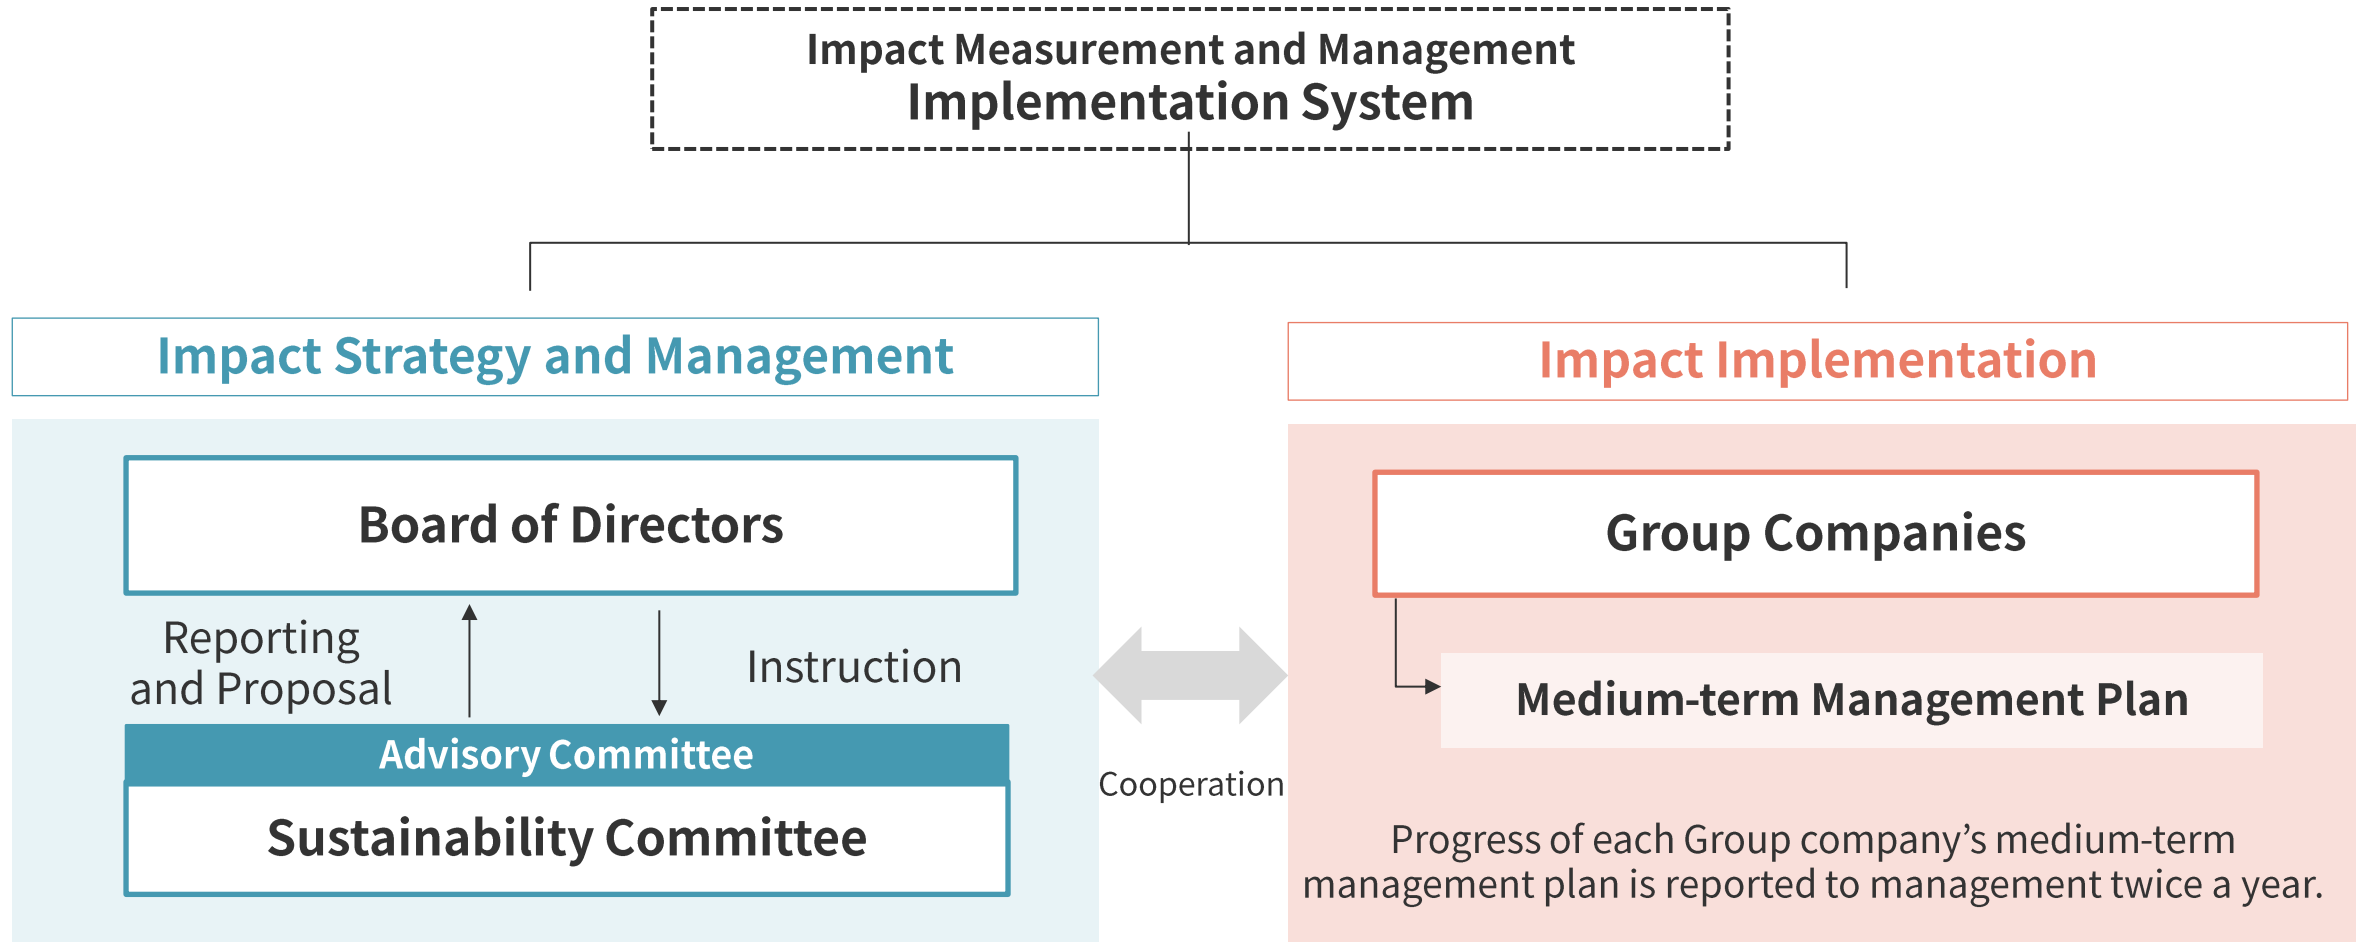 Impact Measurement and Management
Implementation System
Impact Strategy and Management
Board of Directors
Reporting
and Proposal
Instruction
Advisory Committee
Sustainability Committee
Cooperation
Impact Implementation
Group Companies
Medium-term Management Plan
Progress of each Group company’s medium-term
management plan is reported to management twice a year.